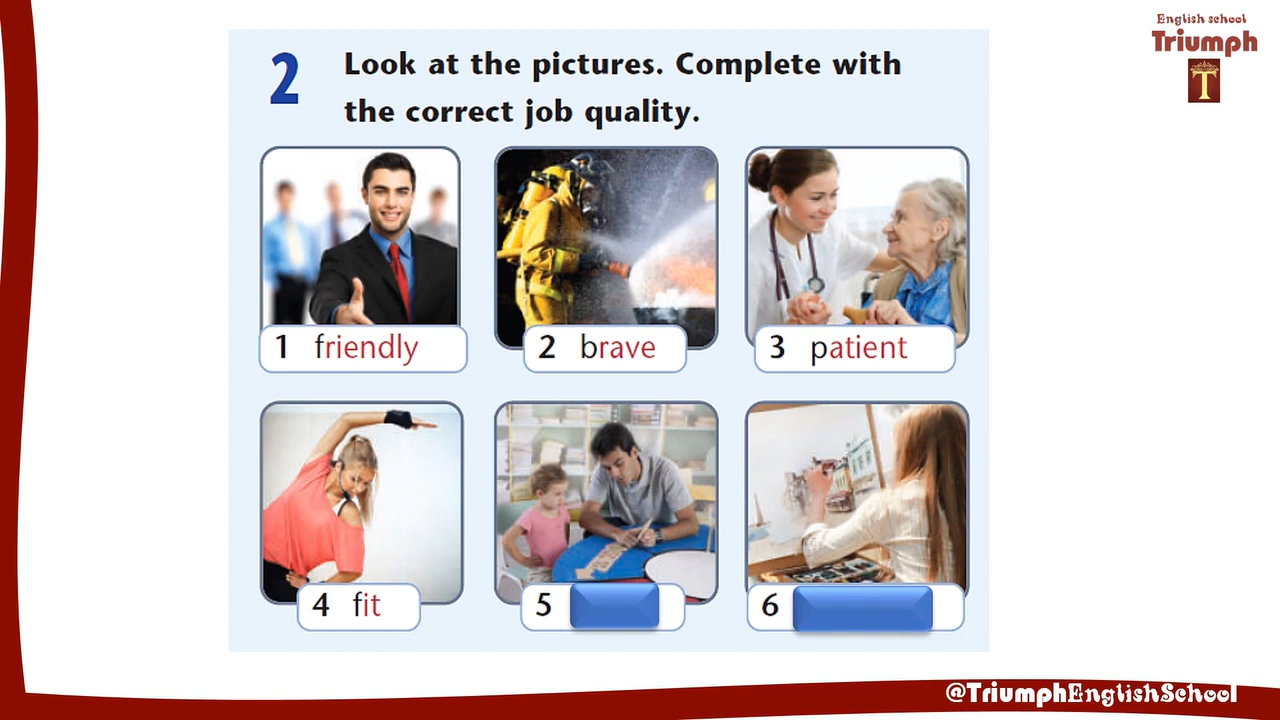 English school
Triumph
T
2 Look at the pictures. Complete with
the correct job quality.
1 friendly
2 brave
3 patient
4 fit
5
6
@TriumphEnglishSchool